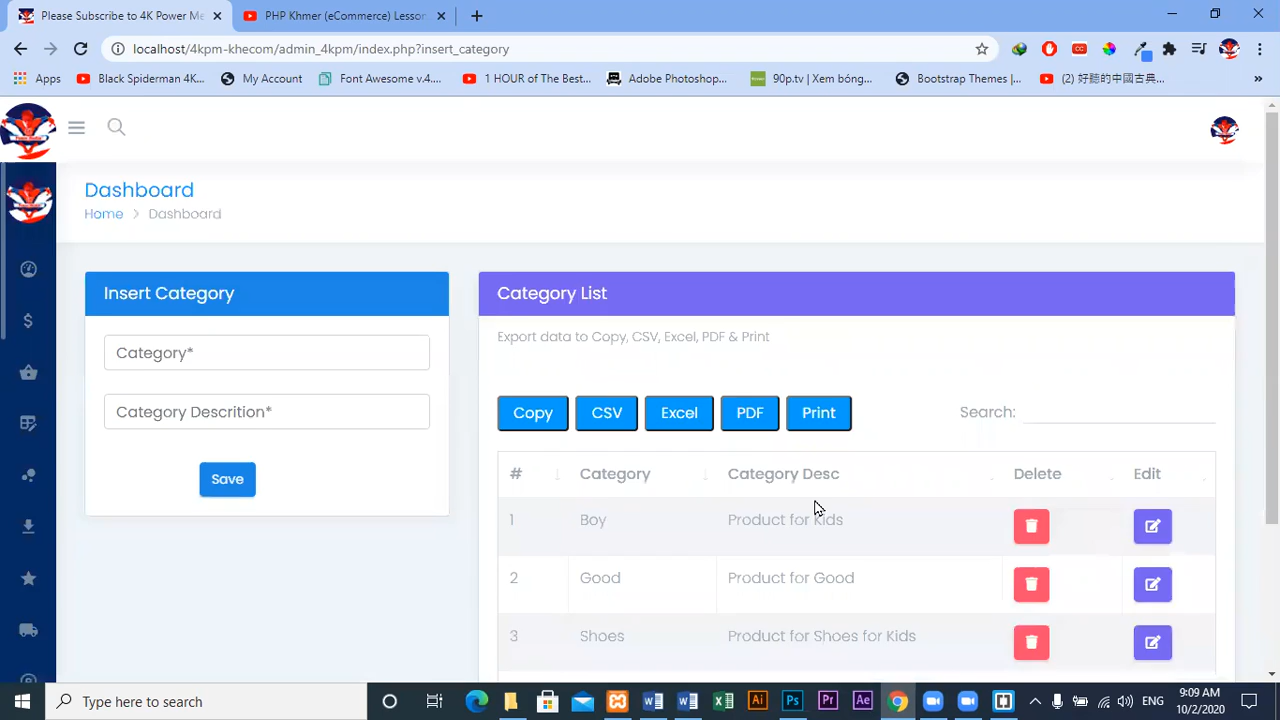 Please Subscribe to 4K Power Me
PHP Khmer (eCommerce) Lesson
localhost/4kpm-khecom/admin_4kpm/index.php?insert_category
Apps
Black Spiderman 4K...
My Account
Font Awesome v.4....
1 HOUR of The Best...
Adobe Photoshop...
90p.tv | Xem bóng...
Bootstrap Themes |...
(2) 好聽的中國古典...
»
Dashboard
Home > Dashboard
Insert Category
Category*
Category Descrition*
Save
Category List
Export data to Copy, CSV, Excel, PDF & Print
Copy CSV Excel PDF Print Search:
# Category Category Desc Delete Edit
1 Boy Product for Kids
2 Good Product for Good
3 Shoes Product for Shoes for Kids
Type here to search
ENG
9:09 AM
10/2/2020